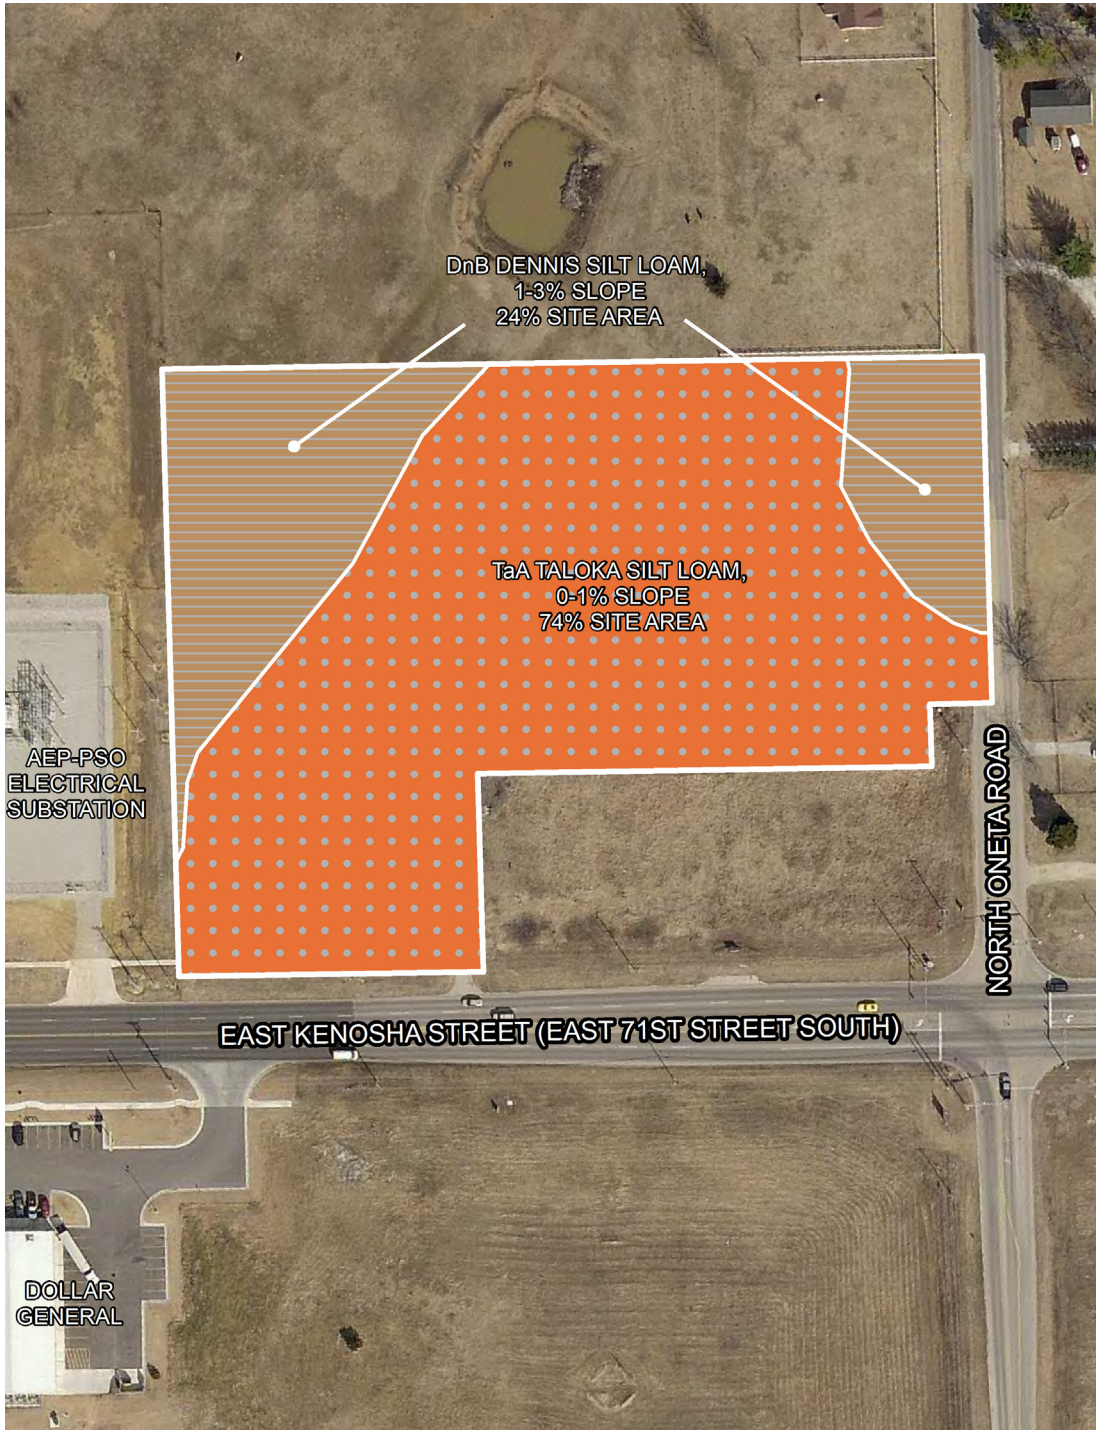 DnB DENNIS SILT LOAM,
1-3% SLOPE
24% SITE AREA
TaA TALOKA SILT LOAM,
0-1% SLOPE
74% SITE AREA
AEP-PSO
ELECTRICAL
SUBSTATION
NORTH ONETA ROAD
EAST KENOSHA STREET (EAST 71ST STREET SOUTH)
DOLLAR
GENERAL